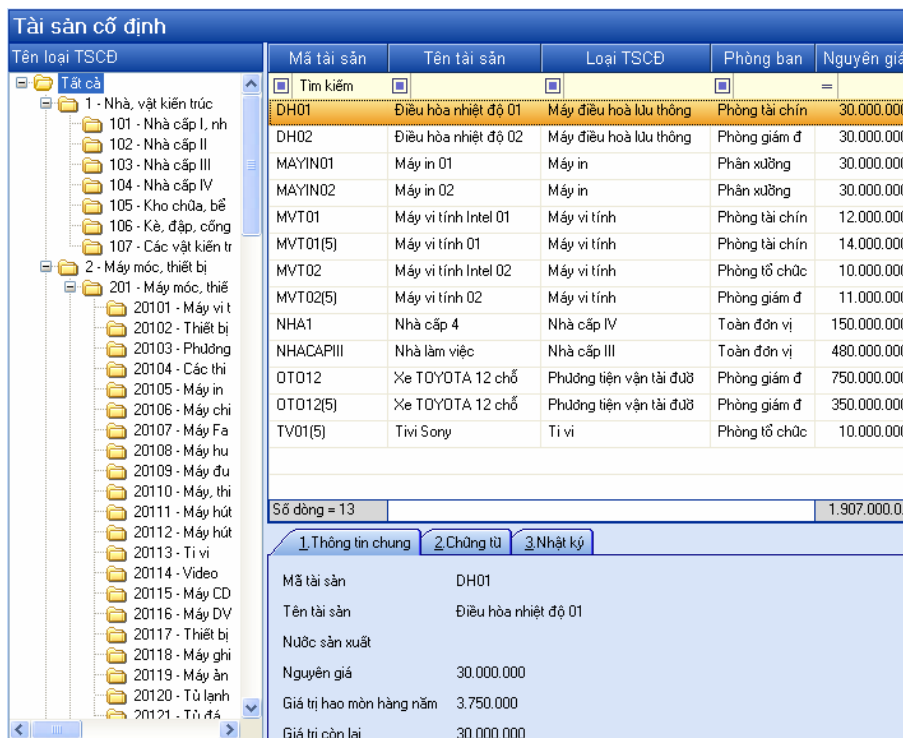 Tài sản cố định
Tên loại TSCĐ
Tất cả
1 - Nhà, vật kiến trúc
101 - Nhà cấp I, nh
102 - Nhà cấp II
103 - Nhà cấp III
104 - Nhà cấp IV
105 - Kho chứa, bể
106 - Kè, đập, cống
107 - Các vật kiến tr
2 - Máy móc, thiết bị
201 - Máy móc, thiế
20101 - Máy vi t
20102 - Thiết bị
20103 - Phương
20104 - Các thi
20105 - Máy in
20106 - Máy chi
20107 - Máy Fa
20108 - Máy hu
20109 - Máy đu
20110 - Máy, thi
20111 - Máy hút
20112 - Máy hút
20113 - Ti vi
20114 - Video
20115 - Máy CD
20116 - Máy DV
20117 - Thiết bị
20118 - Máy ghi
20119 - Máy ản
20120 - Tủ lạnh
20121 - Tủ đá
Mã tài sản Tên tài sản Loại TSCĐ Phòng ban Nguyên giá
Tìm kiếm =
DH01 Điều hòa nhiệt độ 01 Máy điều hoà lưu thông Phòng tài chín 30.000.000
DH02 Điều hòa nhiệt độ 02 Máy điều hoà lưu thông Phòng giám đ 30.000.000
MAYIN01 Máy in 01 Máy in Phân xưởng 30.000.000
MAYIN02 Máy in 02 Máy in Phân xưởng 30.000.000
MVT01 Máy vi tính Intel 01 Máy vi tính Phòng tài chín 12.000.000
MVT01(5) Máy vi tính 01 Máy vi tính Phòng tài chín 14.000.000
MVT02 Máy vi tính Intel 02 Máy vi tính Phòng tổ chức 10.000.000
MVT02(5) Máy vi tính 02 Máy vi tính Phòng giám đ 11.000.000
NHA1 Nhà cấp 4 Nhà cấp IV Toàn đơn vị 150.000.000
NHACAPIII Nhà làm việc Nhà cấp III Toàn đơn vị 480.000.000
OTO12 Xe TOYOTA 12 chỗ Phương tiện vận tải đườ Phòng giám đ 750.000.000
OTO12(5) Xe TOYOTA 12 chỗ Phương tiện vận tải đườ Phòng giám đ 350.000.000
TV01(5) Tivi Sony Ti vi Phòng tổ chức 10.000.000
Số dòng = 13 1.907.000.0
1.Thông tin chung 2.Chứng từ 3.Nhật ký
Mã tài sản DH01
Tên tài sản Điều hòa nhiệt độ 01
Nước sản xuất
Nguyên giá 30.000.000
Giá trị hao mòn hàng năm 3.750.000
Giá trị còn lại 30.000.000